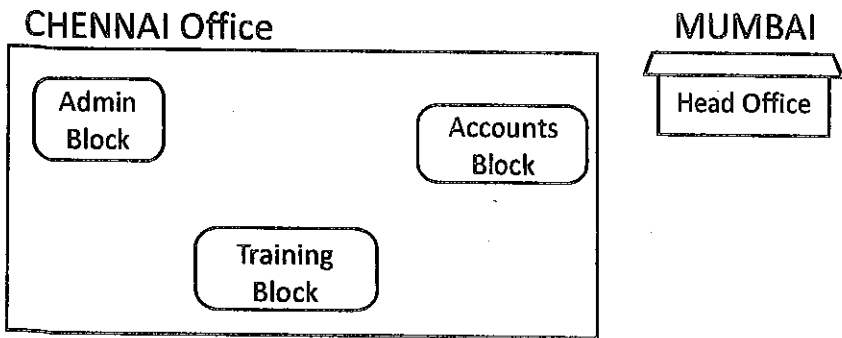 CHENNAI Office
MUMBAI
Admin
Block
Accounts
Block
Head Office
Training
Block